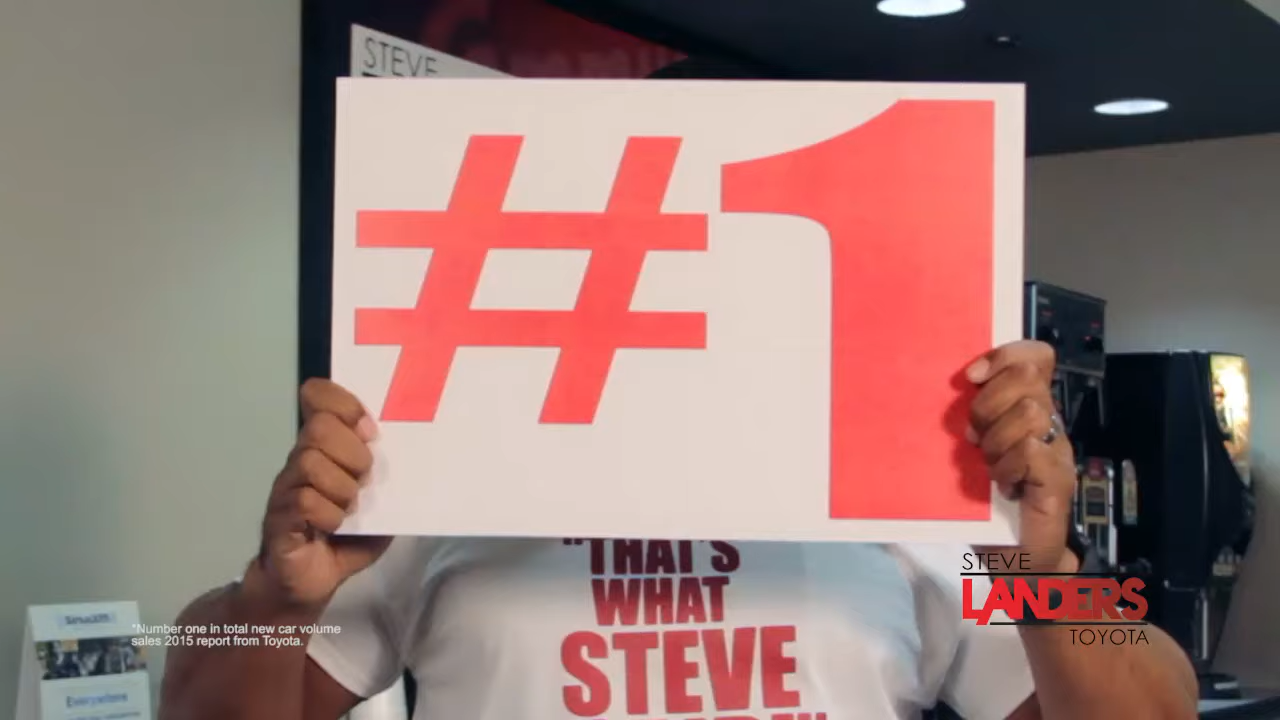 STEVE
#1
"THAT'S
WHAT
STEVE
STEVE
LANDERS
TOYOTA
*Number one in total new car volume
sales 2015 report from Toyota.
Everywhere